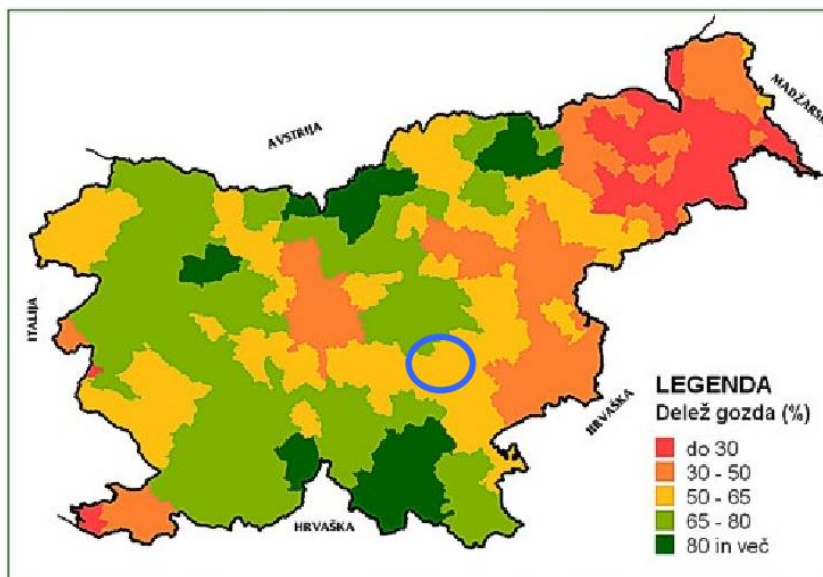 AVSTRIJA
MADŽARSKA
ITALIJA
HRVAŠKA
HRVAŠKA
LEGENDA
Delež gozda (%)
do 30
30 - 50
50 - 65
65 - 80
80 in več